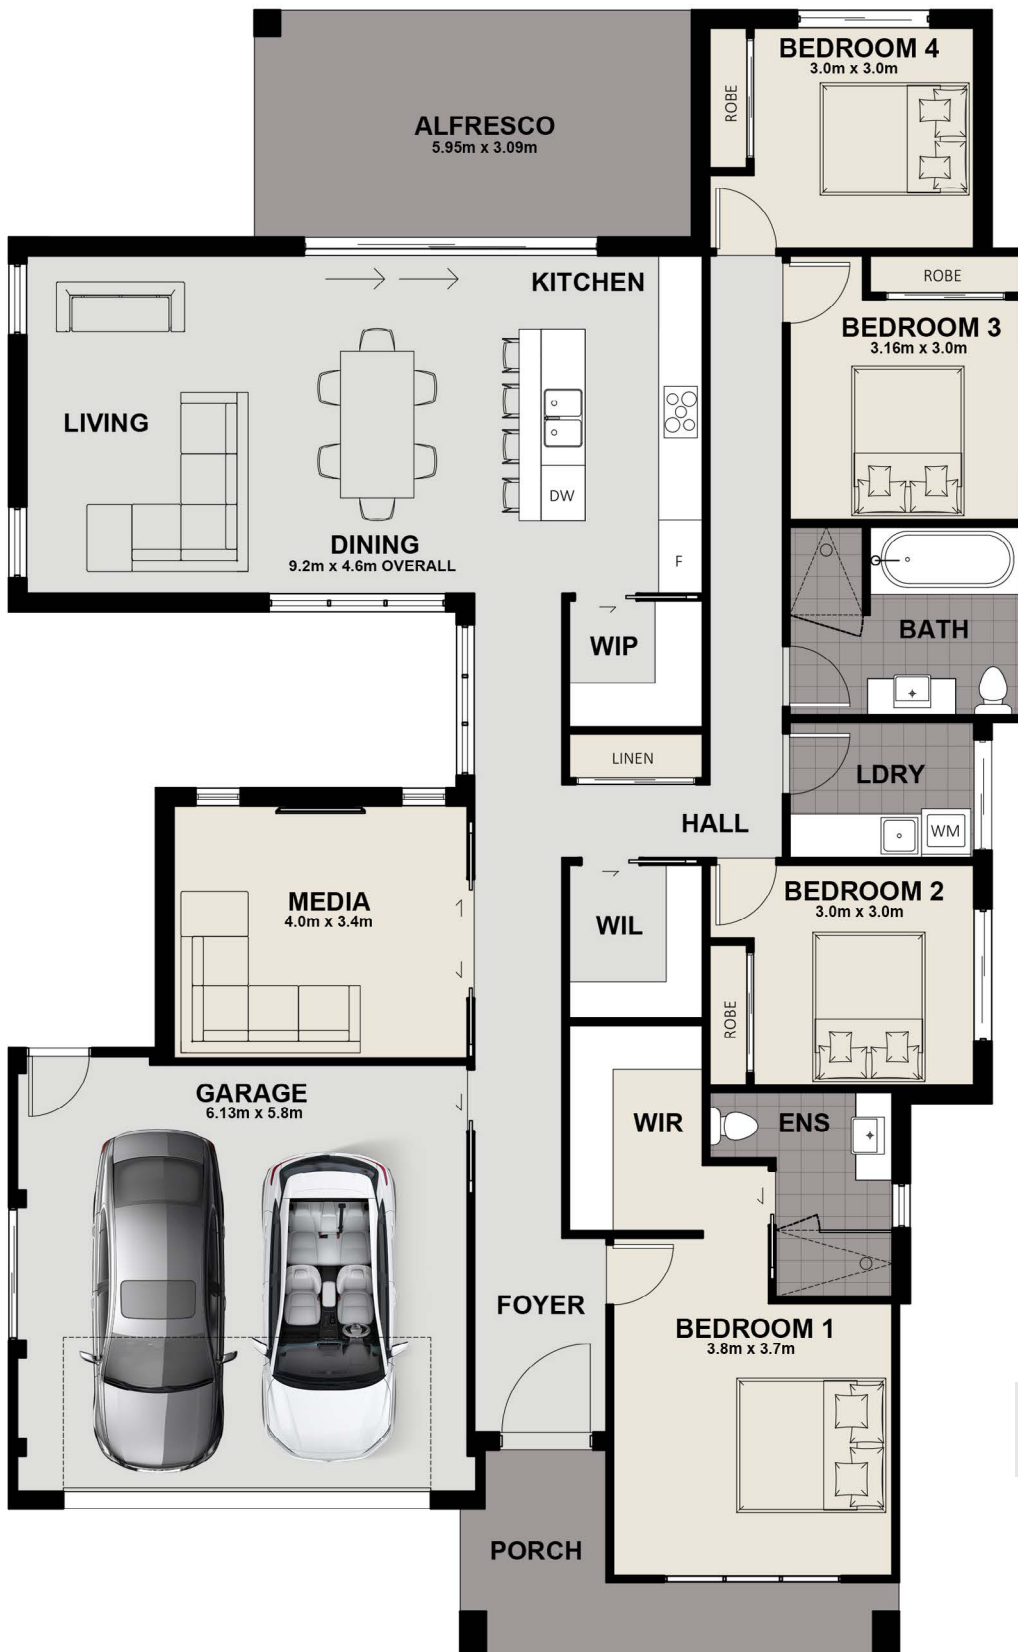 BEDROOM 4
3.0m x 3.0m
ROBE
ALFRESCO
5.95m x 3.09m
KITCHEN
ROBE
BEDROOM 3
3.16m x 3.0m
LIVING
DW
DINING
9.2m x 4.6m OVERALL
F
WIP
BATH
LINEN
LDRY
HALL
WM
MEDIA
4.0m x 3.4m
WIL
BEDROOM 2
3.0m x 3.0m
ROBE
GARAGE
6.13m x 5.8m
WIR
ENS
FOYER
BEDROOM 1
3.8m x 3.7m
PORCH